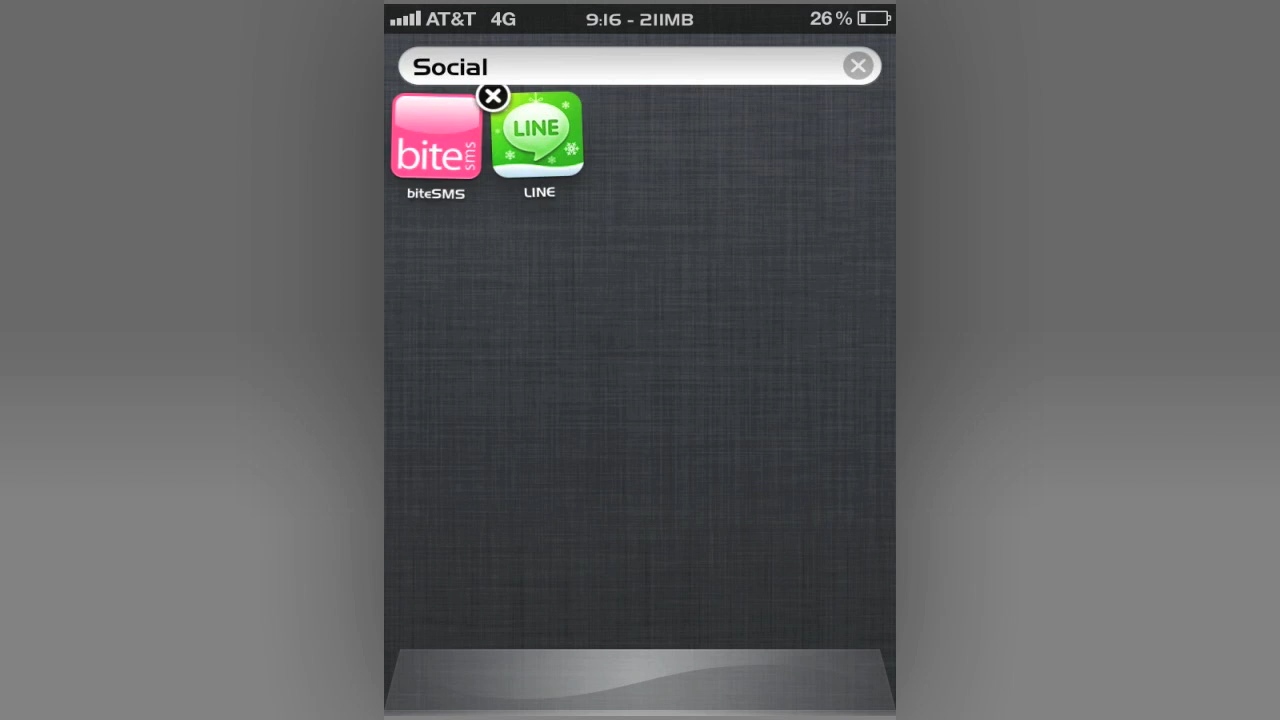 AT&T 4G 9:16 - 211MB 26%
Social
bite sms LINE
biteSMS LINE